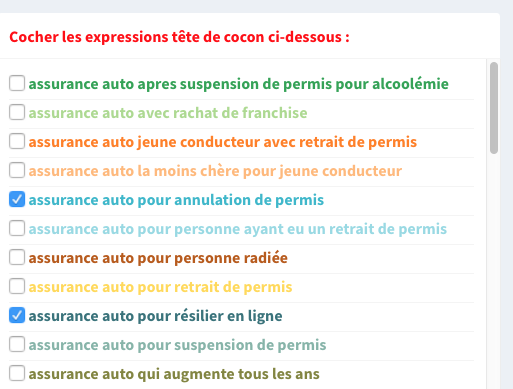 Cocher les expressions tête de cocon ci-dessous :
assurance auto apres suspension de permis pour alcoolémie
assurance auto avec rachat de franchise
assurance auto jeune conducteur avec retrait de permis
assurance auto la moins chère pour jeune conducteur
assurance auto pour annulation de permis
assurance auto pour personne ayant eu un retrait de permis
assurance auto pour personne radiée
assurance auto pour retrait de permis
assurance auto pour résilier en ligne
assurance auto pour suspension de permis
assurance auto qui augmente tous les ans